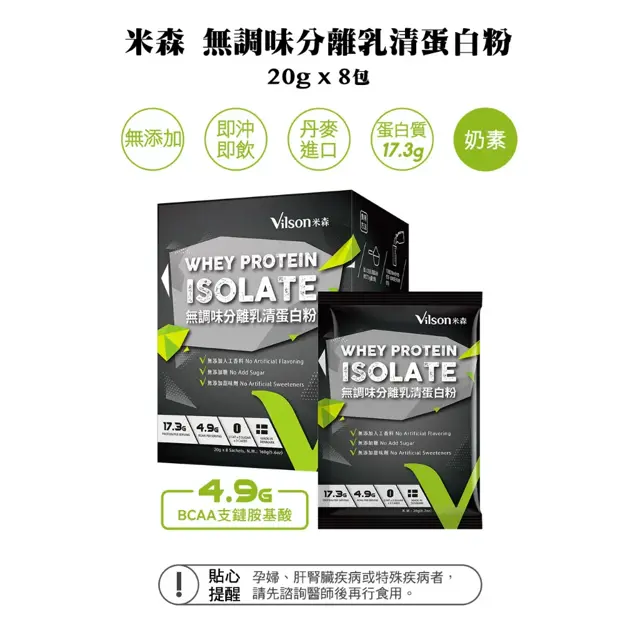 米森 無調味分離乳清蛋白粉
20g x 8包
無添加
即沖
即飲
丹麥
進口
蛋白質
17.3g
奶素
Vilson米森
WHEY PROTEIN
ISOLATE
無調味分離乳清蛋白粉
無添加人工香料 No Artificial Flavoring
無添加糖 No Add Sugar
無添加甜味劑 No Artificial Sweeteners
17.3G
4.9G
0
20g x 8 Sachets, N.W.: 160g(5.6oz)
Vilson米森
WHEY PROTEIN
ISOLATE
無調味分離乳清蛋白粉
無添加人工香料 No Artificial Flavoring
無添加糖 No Add Sugar
無添加甜味劑 No Artificial Sweeteners
17.3G
4.9G
0
4.9G
BCAA支鏈胺基酸
!
貼心
提醒
孕婦、肝腎臟疾病或特殊疾病者，
請先諮詢醫師後再行食用。